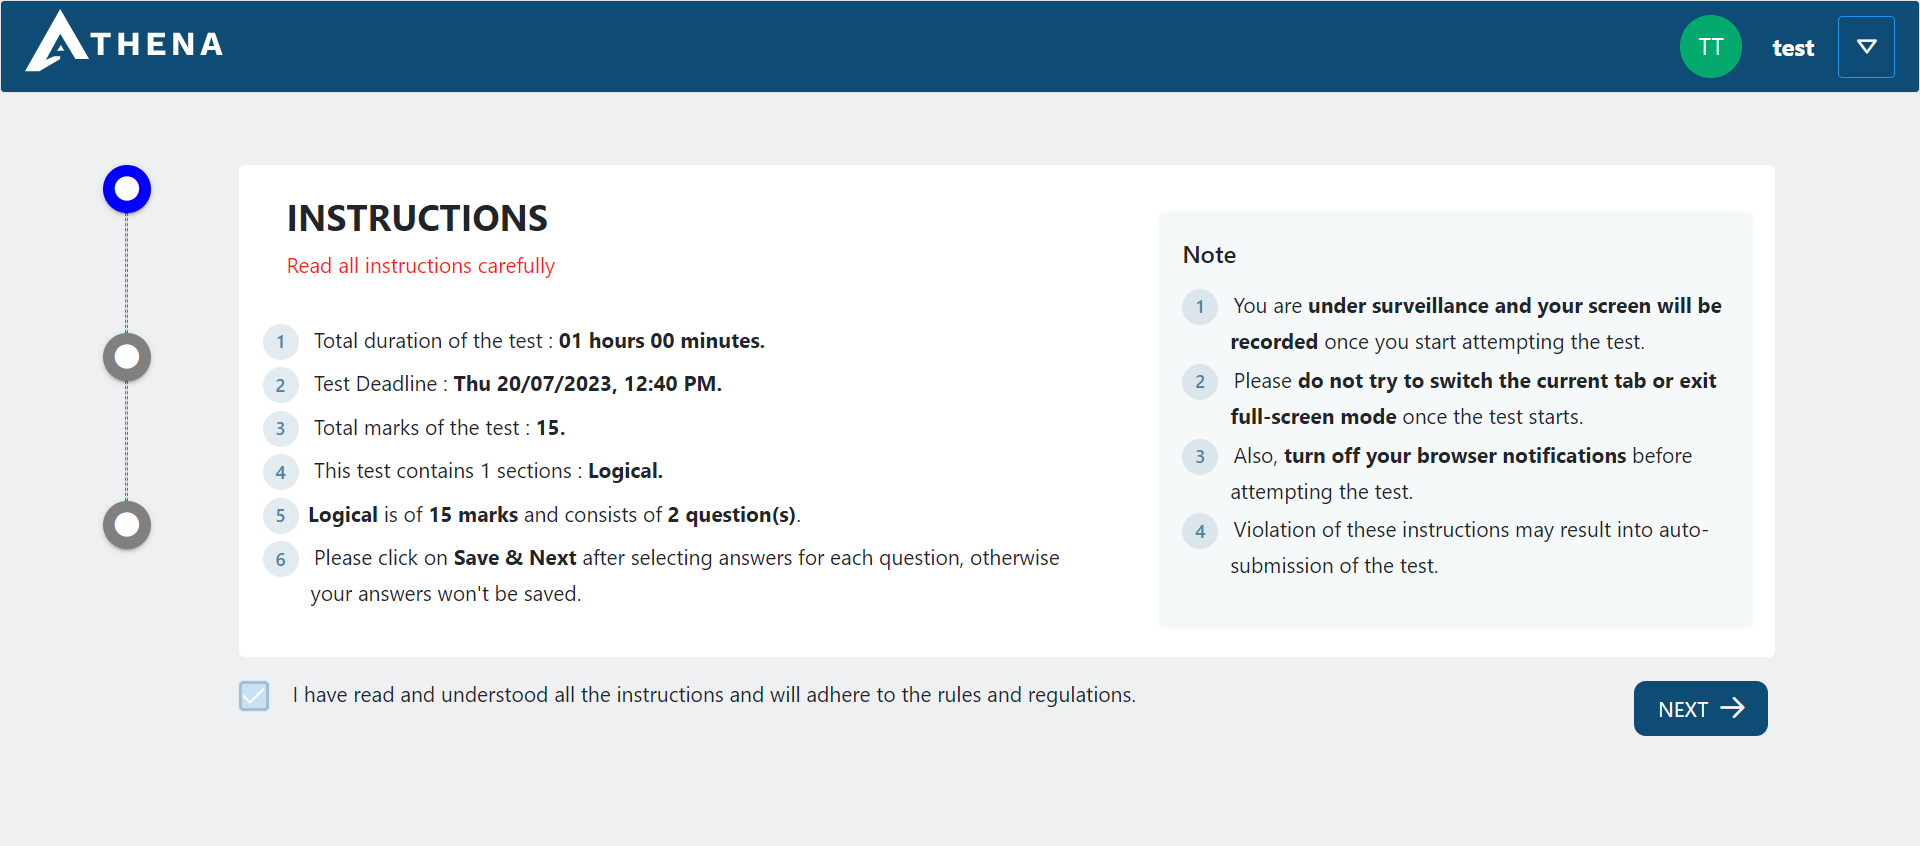 ATHENA
TT
test
INSTRUCTIONS
Read all instructions carefully
1 Total duration of the test : 01 hours 00 minutes.
2 Test Deadline : Thu 20/07/2023, 12:40 PM.
3 Total marks of the test : 15.
4 This test contains 1 sections : Logical.
5 Logical is of 15 marks and consists of 2 question(s).
6 Please click on Save & Next after selecting answers for each question, otherwise
your answers won't be saved.
Note
1 You are under surveillance and your screen will be
recorded once you start attempting the test.
2 Please do not try to switch the current tab or exit
full-screen mode once the test starts.
3 Also, turn off your browser notifications before
attempting the test.
4 Violation of these instructions may result into auto-
submission of the test.
I have read and understood all the instructions and will adhere to the rules and regulations.
NEXT